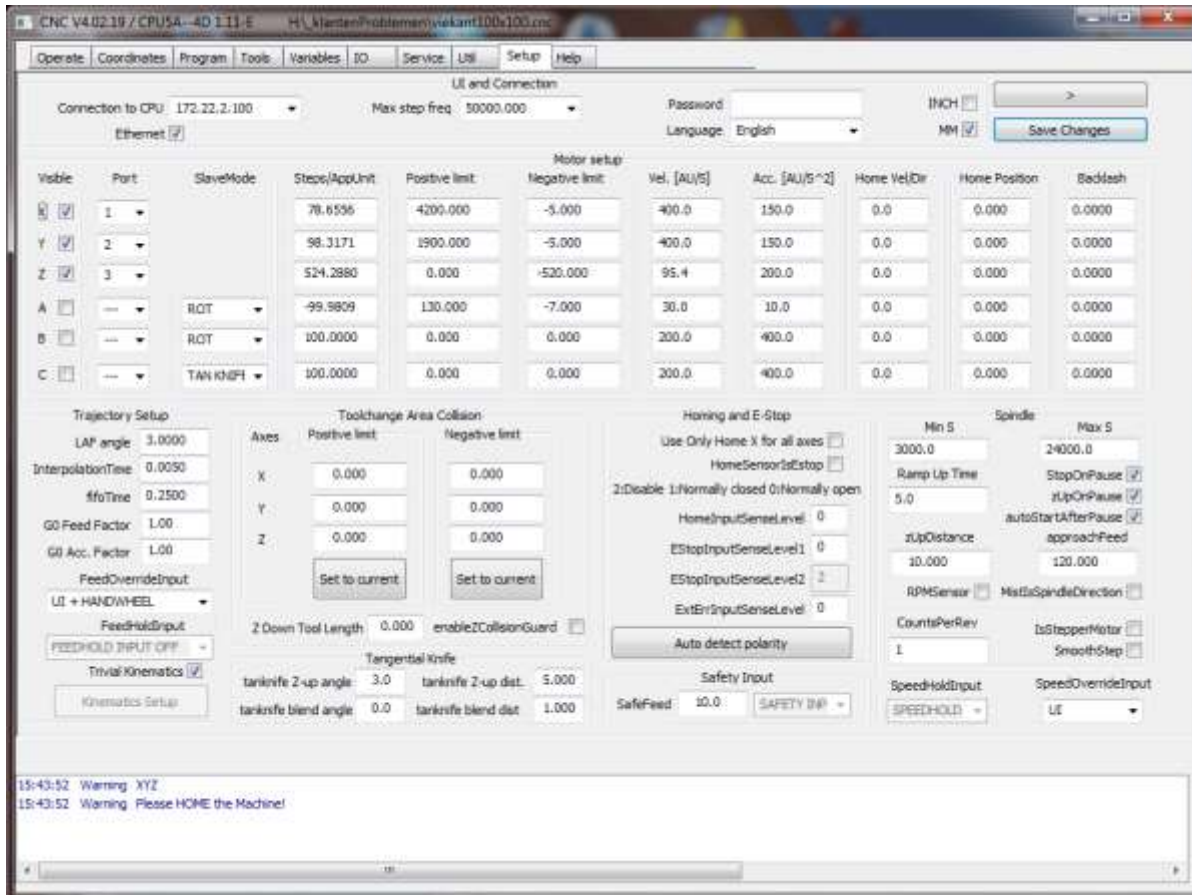 CNC V4.02.19 / CPU5A--4D 1.11-E H:\_klantenProblemen\vierkant100x100.cnc
Operate Coordinates Program Tools Variables IO Service Util Setup Help
UI and Connection
Connection to CPU 172.22.2.100 Max step freq 50000.000 Password INCH >
Ethernet Language English MM Save Changes
Motor setup
Visible Port SlaveMode Steps/AppUnit Positive limit Negative limit Vel. [AU/S] Acc. [AU/S^2] Home Vel/Dir Home Position Backlash
X 1 78.6556 4200.000 -5.000 400.0 150.0 0.0 0.000 0.0000
Y 2 98.3171 1900.000 -5.000 400.0 150.0 0.0 0.000 0.0000
Z 3 524.2880 0.000 -520.000 95.4 200.0 0.0 0.000 0.0000
A --- ROT -99.9809 130.000 -7.000 30.0 10.0 0.0 0.000 0.0000
B --- ROT 100.0000 0.000 0.000 200.0 400.0 0.0 0.000 0.0000
C --- TAN KNIFE 100.0000 0.000 0.000 200.0 400.0 0.0 0.000 0.0000
Trajectory Setup
LAF angle 3.0000
InterpolationTime 0.0050
fifoTime 0.2500
G0 Feed Factor 1.00
G0 Acc. Factor 1.00
FeedOverrideInput
UI + HANDWHEEL
FeedHoldInput
FEEDHOLD INPUT OFF
Trivial Kinematics
Kinematics Setup
Toolchange Area Collision
Axes Positive limit Negative limit
X 0.000 0.000
Y 0.000 0.000
Z 0.000 0.000
Set to current Set to current
Z Down Tool Length 0.000 enableZCollisionGuard
Tangential Knife
tanknife Z-up angle 3.0 tanknife Z-up dist. 5.000
tanknife blend angle 0.0 tanknife blend dist 1.000
Homing and E-Stop
Use Only Home X for all axes
HomeSensorIsEstop
2:Disable 1:Normally closed 0:Normally open
HomeInputSenseLevel 0
EStopInputSenseLevel1 0
EStopInputSenseLevel2 2
ExtErrInputSenseLevel 0
Auto detect polarity
Safety Input
SafeFeed 10.0 SAFETY INP
Spindle
Min S Max S
3000.0 24000.0
Ramp Up Time StopOnPause
5.0 zUpOnPause
autoStartAfterPause
zUpDistance approachFeed
10.000 120.000
RPMSensor MistIsSpindleDirection
CountsPerRev IsStepperMotor
1 SmoothStep
SpeedHoldInput SpeedOverrideInput
SPEEDHOLD UI
15:43:52 Warning XYZ
15:43:52 Warning Please HOME the Machine!